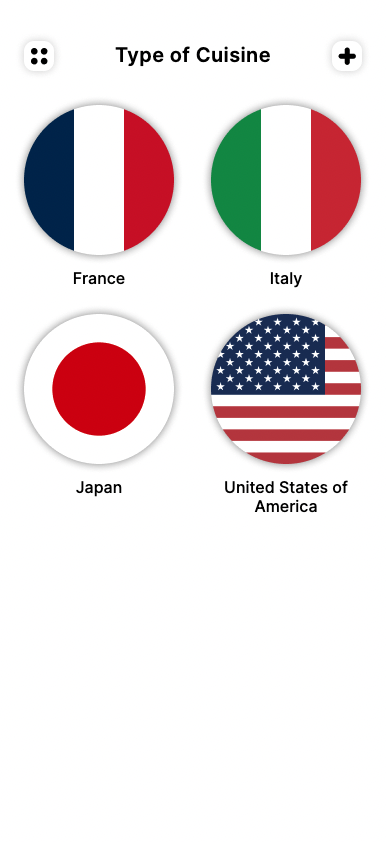 Type of Cuisine
France
Italy
Japan
United States of
America